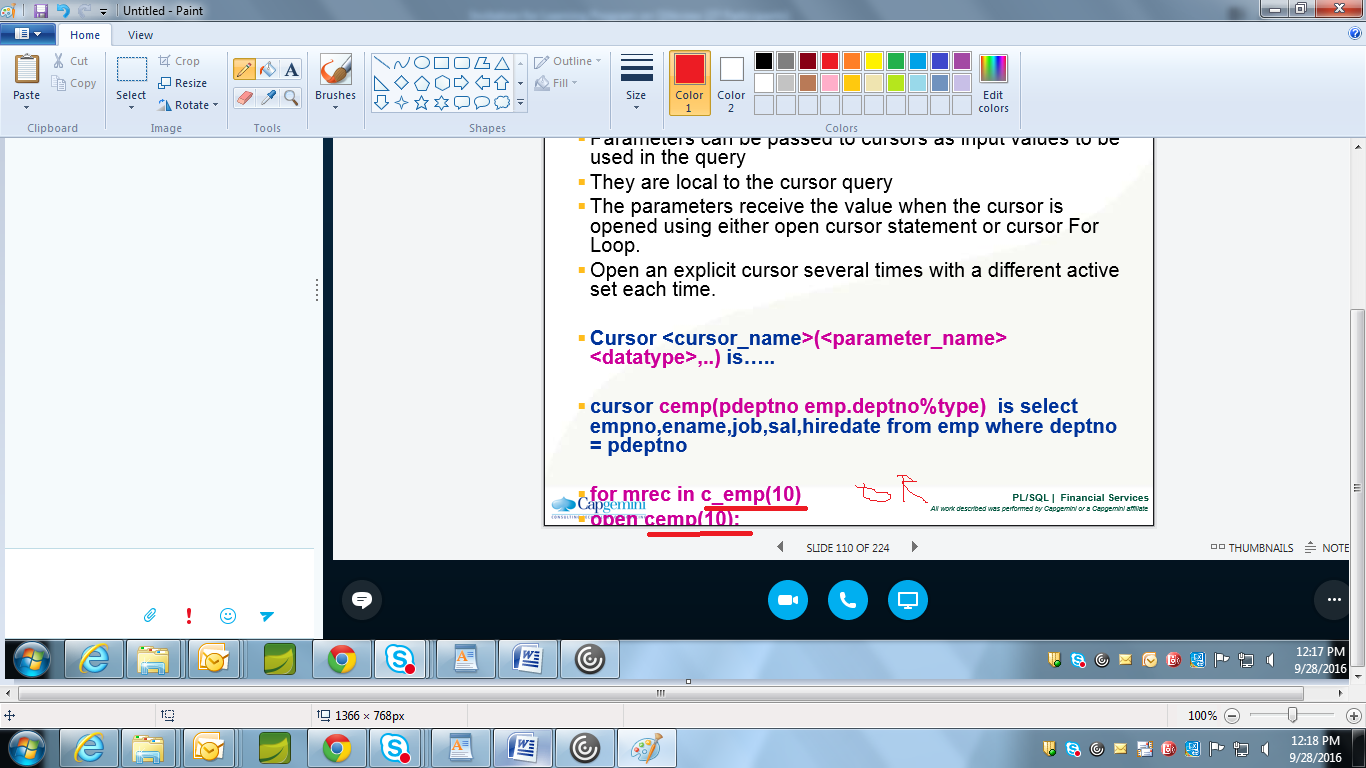 Untitled - Paint
Home
View
Paste
Cut
Copy
Clipboard
Select
Crop
Resize
Rotate
Image
Tools
Brushes
Shapes
Outline
Fill
Size
Color
1
Color
2
Edit
colors
Colors
Parameters can be passed to cursors as input values to be
used in the query
They are local to the cursor query
The parameters receive the value when the cursor is
opened using either open cursor statement or cursor For
Loop.
Open an explicit cursor several times with a different active
set each time.
Cursor <cursor_name>(<parameter_name>
<datatype>,..) is…..
cursor cemp(pdeptno emp.deptno%type)  is select
empno,ename,job,sal,hiredate from emp where deptno
= pdeptno
for mrec in c_emp(10)
open cemp(10);
Capgemini
PL/SQL | Financial Services
All work described was performed by Capgemini or a Capgemini affiliate
SLIDE 110 OF 224
THUMBNAILS
NOTE
12:17 PM
9/28/2016
1366 × 768px
100%
12:18 PM
9/28/2016